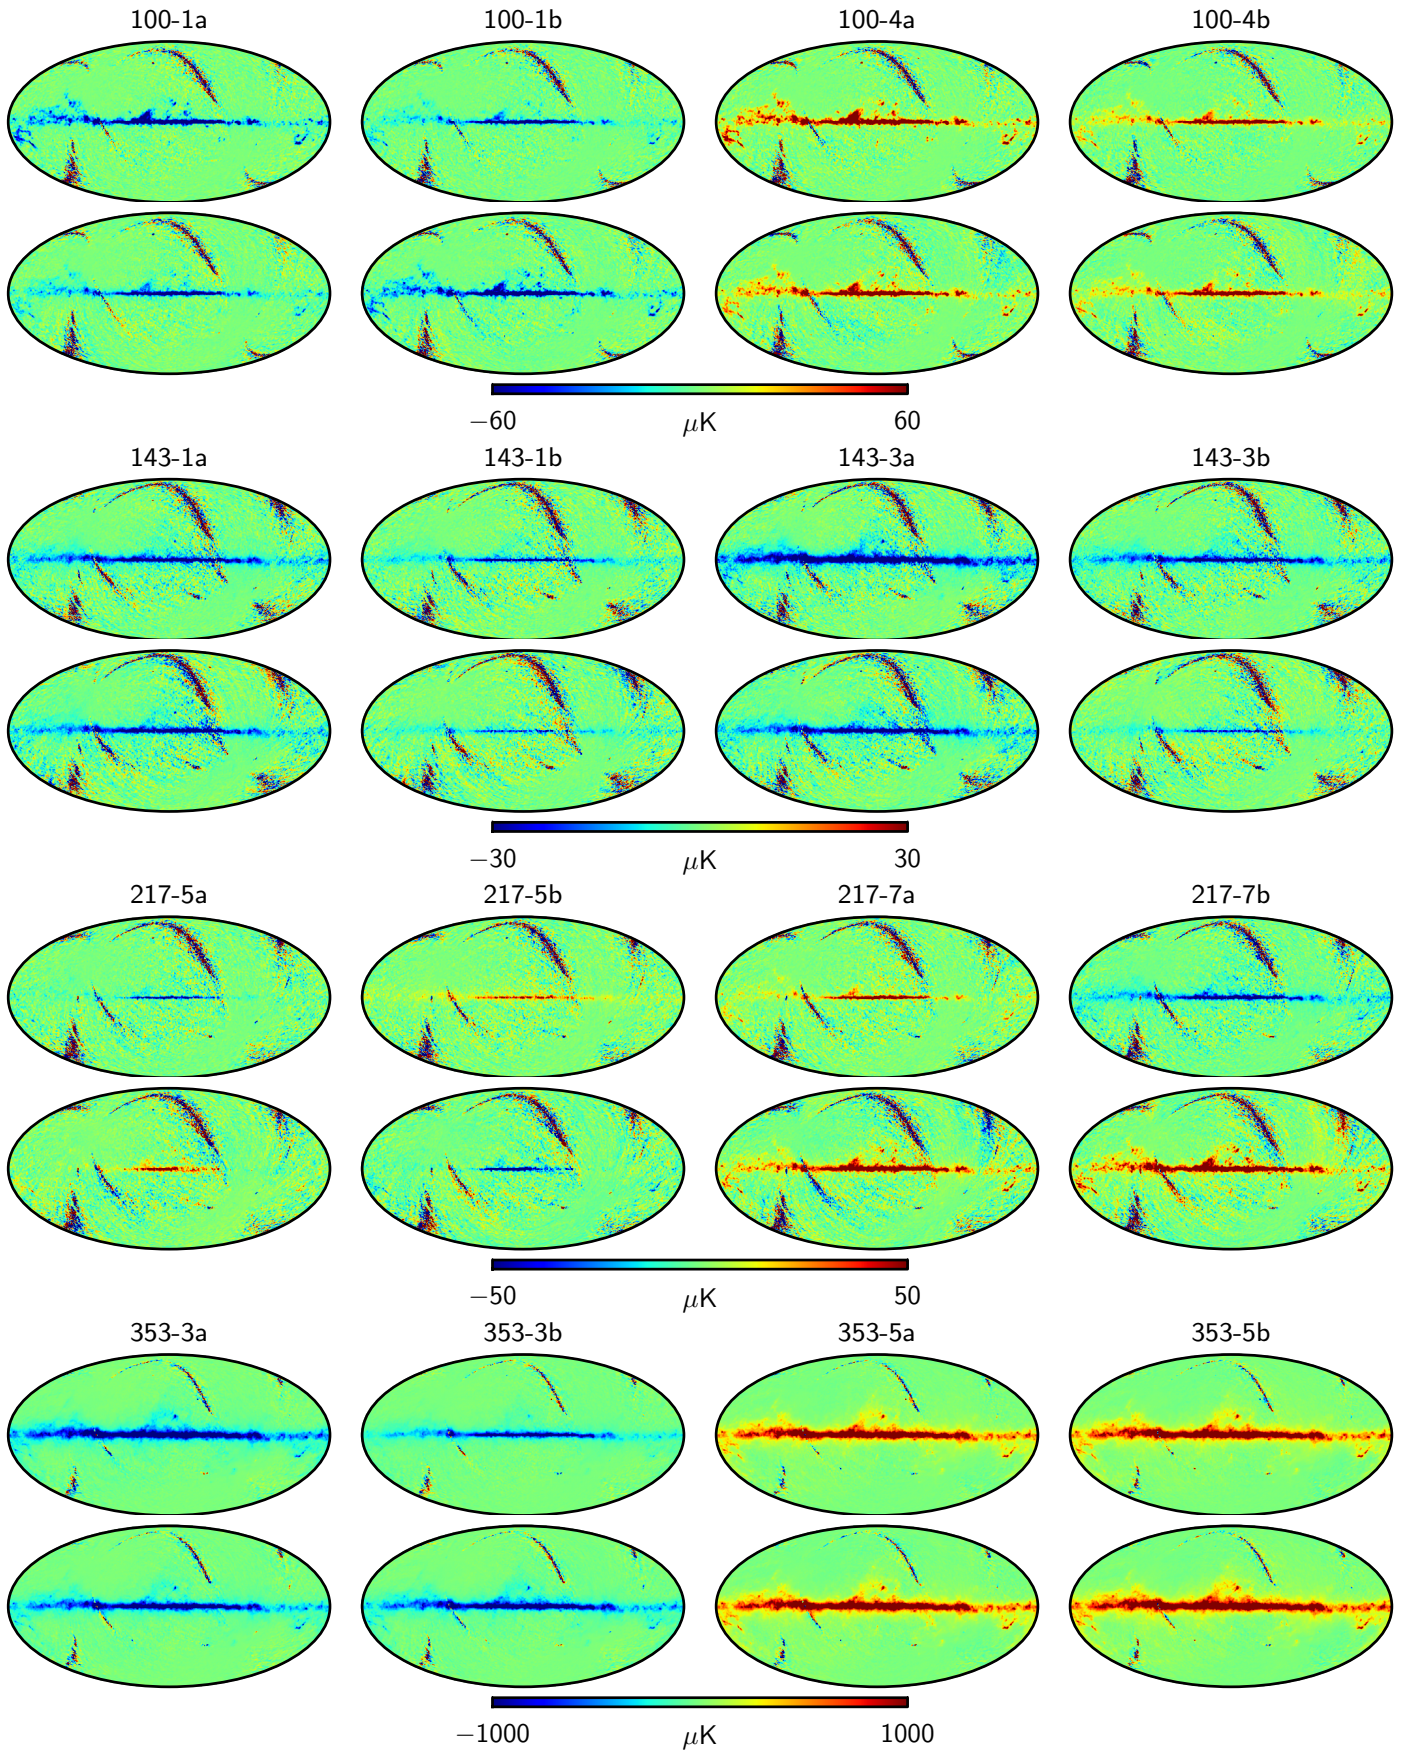 100-1a 100-1b 100-4a 100-4b
−60 μK 60
143-1a 143-1b 143-3a 143-3b
−30 μK 30
217-5a 217-5b 217-7a 217-7b
−50 μK 50
353-3a 353-3b 353-5a 353-5b
−1000 μK 1000